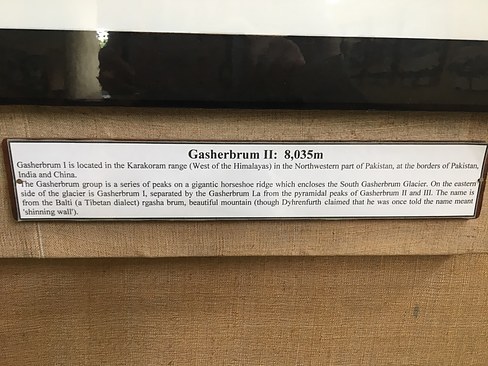 Gasherbrum II: 8,035m
Gasherbrum I is located in the Karakoram range (West of the Himalayas) in the Northwestern part of Pakistan, at the borders of Pakistan,
India and China.
The Gasherbrum group is a series of peaks on a gigantic horseshoe ridge which encloses the South Gasherbrum Glacier. On the eastern
side of the glacier is Gasherbrum I, separated by the Gasherbrum La from the pyramidal peaks of Gasherbrum II and III. The name is
from the Balti (a Tibetan dialect) rgasha brum, beautiful mountain (though Dyhrenfurth claimed that he was once told the name meant
'shinning wall').